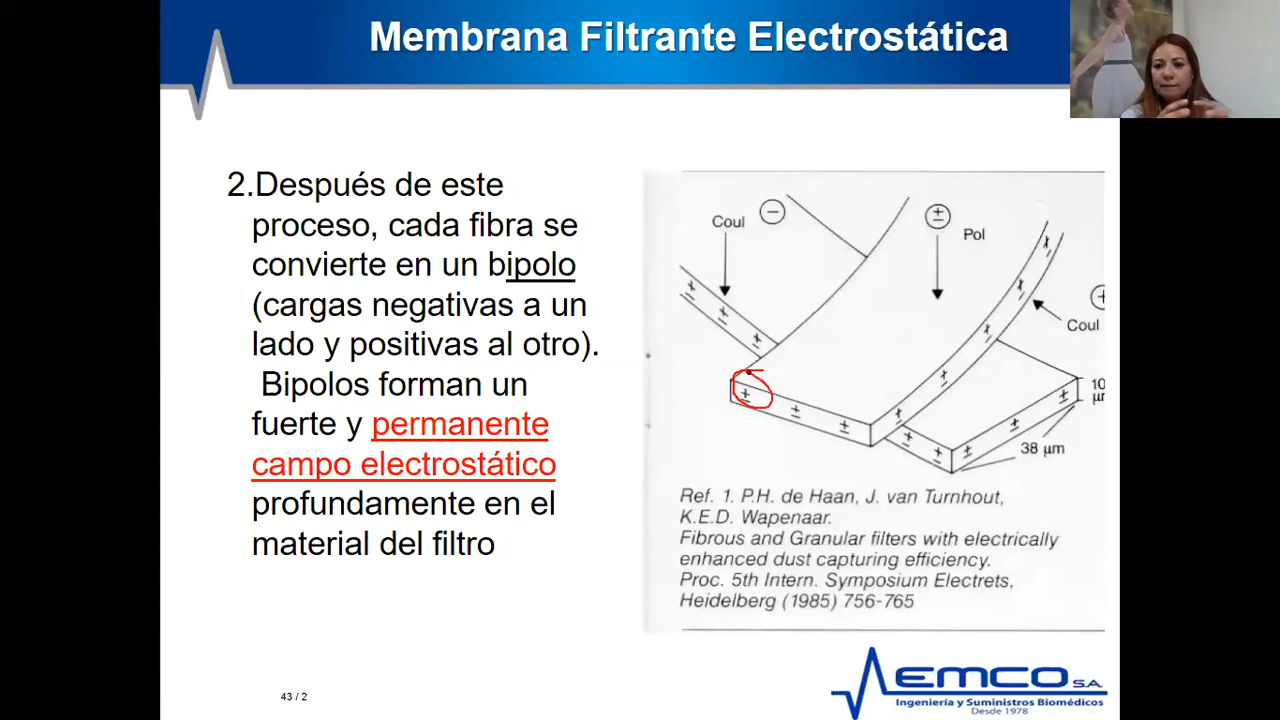 Membrana Filtrante Electrostática
2.Después de este
proceso, cada fibra se
convierte en un bipolo
(cargas negativas a un
lado y positivas al otro).
Bipolos forman un
fuerte y permanente
campo electrostático
profundamente en el
material del filtro
Coul
−
±
Pol
+
Coul
10
μm
38 μm
Ref. 1. P.H. de Haan, J. van Turnhout,
K.E.D. Wapenaar.
Fibrous and Granular filters with electrically
enhanced dust capturing efficiency.
Proc. 5th Intern. Symposium Electrets,
Heidelberg (1985) 756-765
43 / 2
EMCO S.A.
Ingeniería y Suministros Biomédicos
Desde 1978